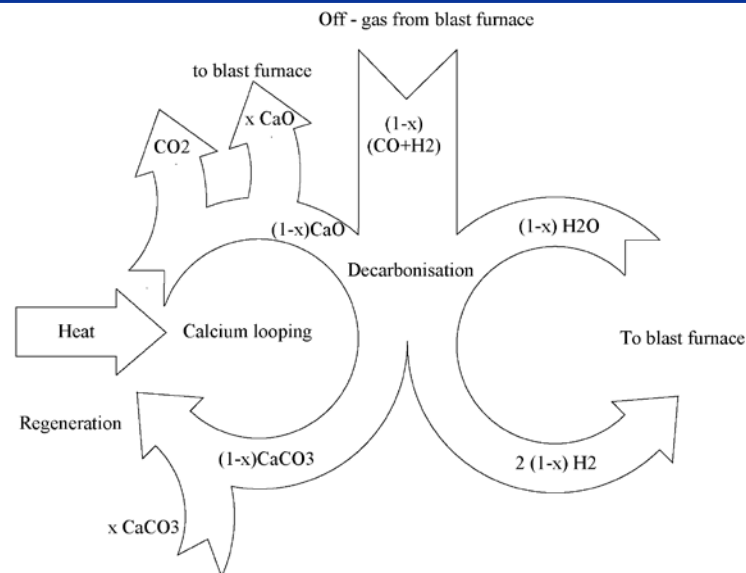 Off - gas from blast furnace
to blast furnace
x CaO
(1-x)
(CO+H2)
CO2
(1-x)CaO
(1-x) H2O
Decarbonisation
Heat
Calcium looping
To blast furnace
Regeneration
(1-x)CaCO3
2 (1-x) H2
x CaCO3